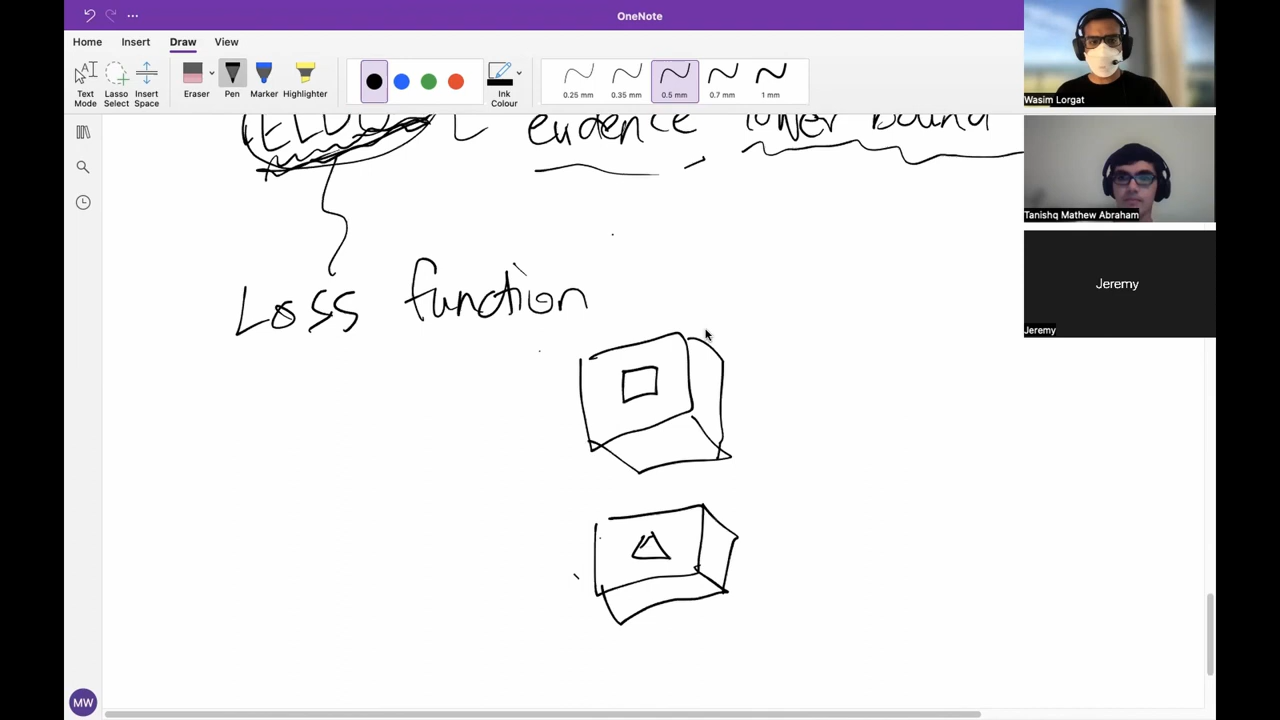 OneNote
Home Insert Draw View
Text Mode
Lasso Select
Insert Space
Eraser
Pen
Marker
Highlighter
Ink Colour
0.25 mm
0.35 mm
0.5 mm
0.7 mm
1 mm
Wasim Lorgat
Tanishq Mathew Abraham
Jeremy
Jeremy
evidence lower bound
Loss function
MW